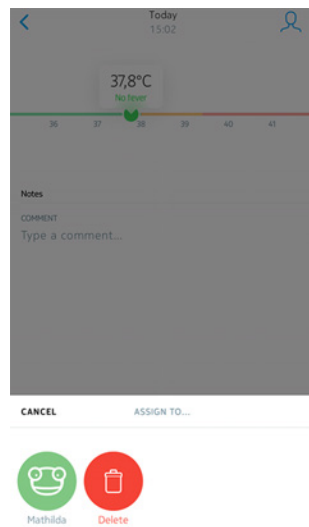 Today
15:02
37,8°C
No fever
36 37 38 39 40 41
Notes
COMMENT
Type a comment...
CANCEL ASSIGN TO...
Mathilda Delete